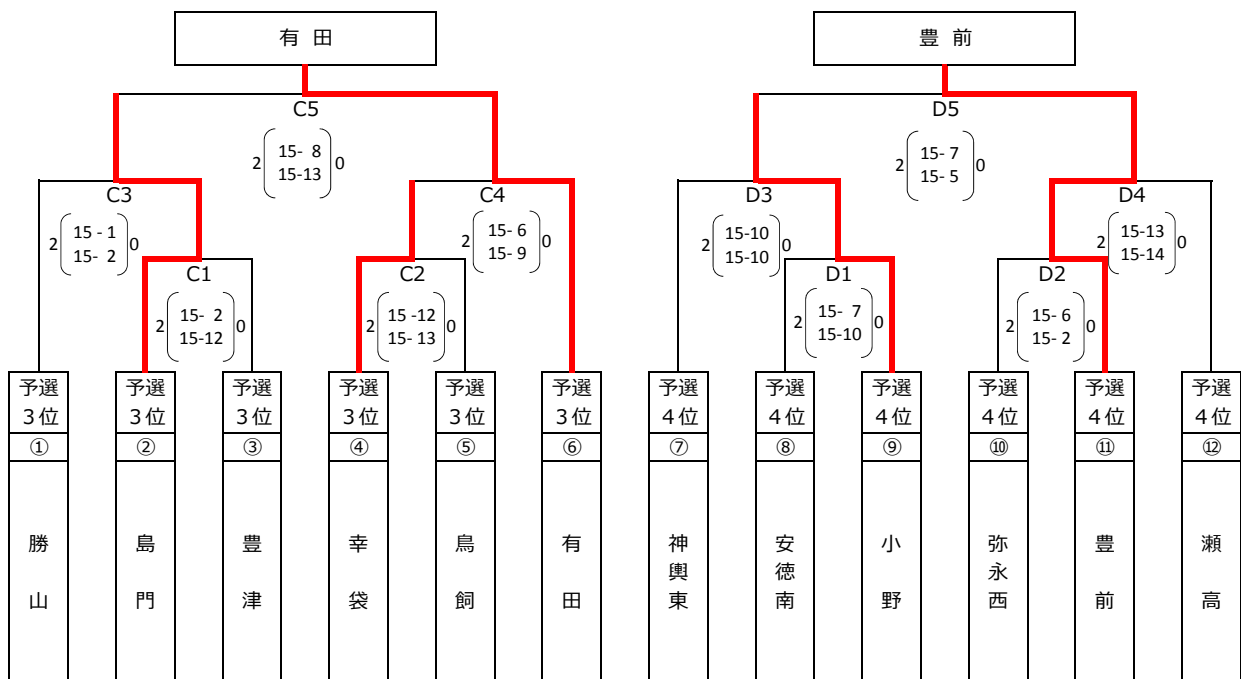 有 田
豊 前
C5
2 15- 8 0
15-13
D5
2 15- 7 0
15- 5
C3
2 15 - 1 0
15- 2
C4
2 15- 6 0
15- 9
D3
2 15-10 0
15-10
D4
2 15-13 0
15-14
C1
2 15- 2 0
15-12
C2
2 15 -12 0
15- 13
D1
2 15- 7 0
15-10
D2
2 15- 6 0
15- 2
予選 予選 予選 予選 予選 予選 予選 予選 予選 予選 予選 予選
3位 3位 3位 3位 3位 3位 4位 4位 4位 4位 4位 4位
① ② ③ ④ ⑤ ⑥ ⑦ ⑧ ⑨ ⑩ ⑪ ⑫
勝山
島門
豊津
幸袋
鳥飼
有田
神輿東
安徳南
小野
弥永西
豊前
瀬高